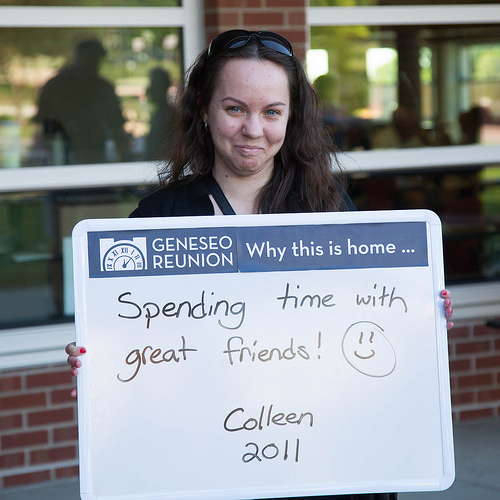 GENESEO
REUNION
Why this is home ...
Spending time with
great friends!
Colleen
2011